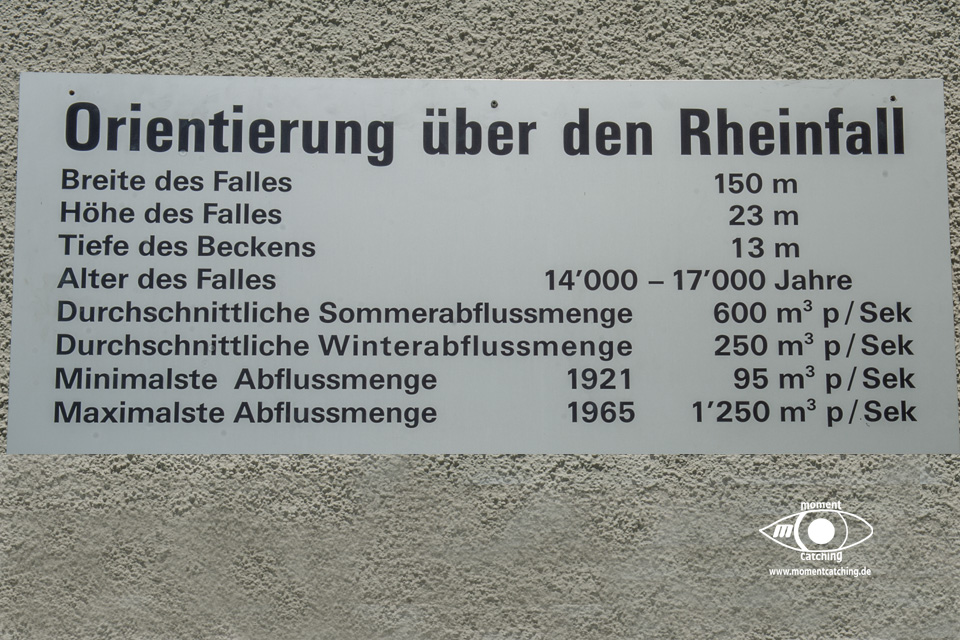 Orientierung über den Rheinfall
Breite des Falles 150 m
Höhe des Falles 23 m
Tiefe des Beckens 13 m
Alter des Falles 14’000 – 17’000 Jahre
Durchschnittliche Sommerabflussmenge 600 m³ p/Sek
Durchschnittliche Winterabflussmenge 250 m³ p/Sek
Minimalste Abflussmenge 1921 95 m³ p/Sek
Maximalste Abflussmenge 1965 1’250 m³ p/Sek
moment
m
catching
www.momentcatching.de